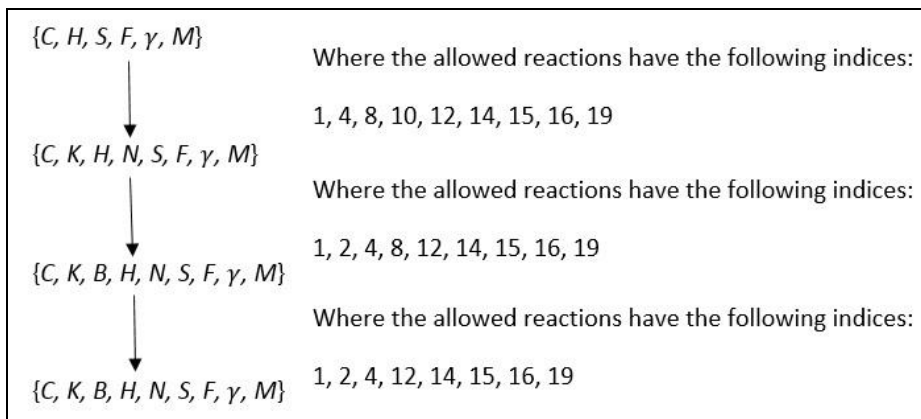 {C, H, S, F, γ, M}
Where the allowed reactions have the following indices:
1, 4, 8, 10, 12, 14, 15, 16, 19
{C, K, H, N, S, F, γ, M}
Where the allowed reactions have the following indices:
1, 2, 4, 8, 12, 14, 15, 16, 19
{C, K, B, H, N, S, F, γ, M}
Where the allowed reactions have the following indices:
1, 2, 4, 12, 14, 15, 16, 19
{C, K, B, H, N, S, F, γ, M}